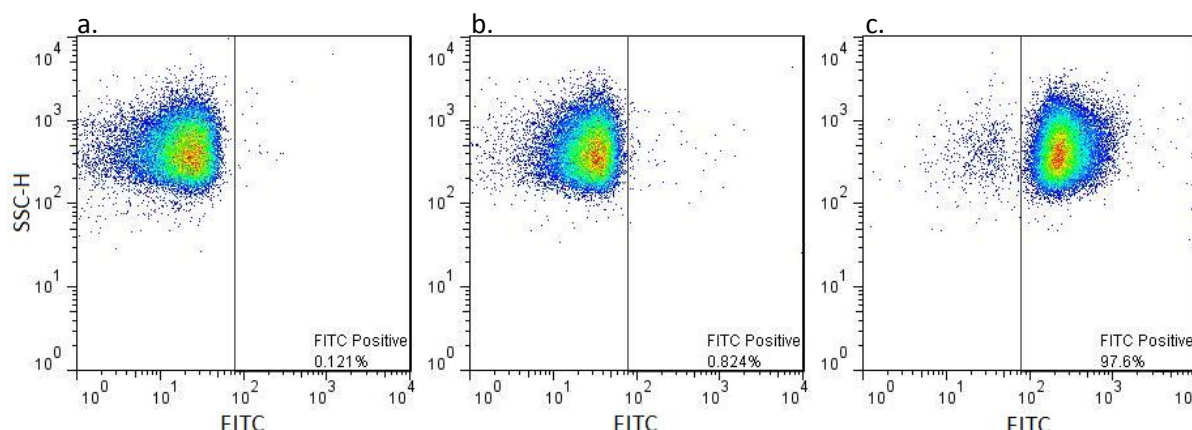 a. b. c.
10^4 10^4 10^4
10^3 10^3 10^3
SSC-H
10^2 10^2 10^2
10^1 10^1 10^1
FITC Positive FITC Positive FITC Positive
10^0 0.121% 10^0 0.824% 10^0 97.6%
10^0 10^1 10^2 10^3 10^4 10^0 10^1 10^2 10^3 10^4 10^0 10^1 10^2 10^3
FITC FITC FITC